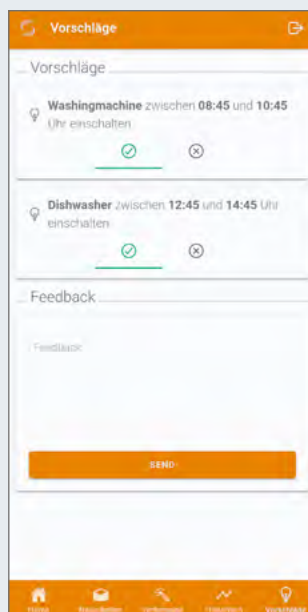 Vorschläge
Vorschläge
Washingmachine zwischen 08:45 und 10:45
Uhr einschalten
Dishwasher zwischen 12:45 und 14:45 Uhr
einschalten
Feedback
Feedback
SEND
Home
Vorschläge